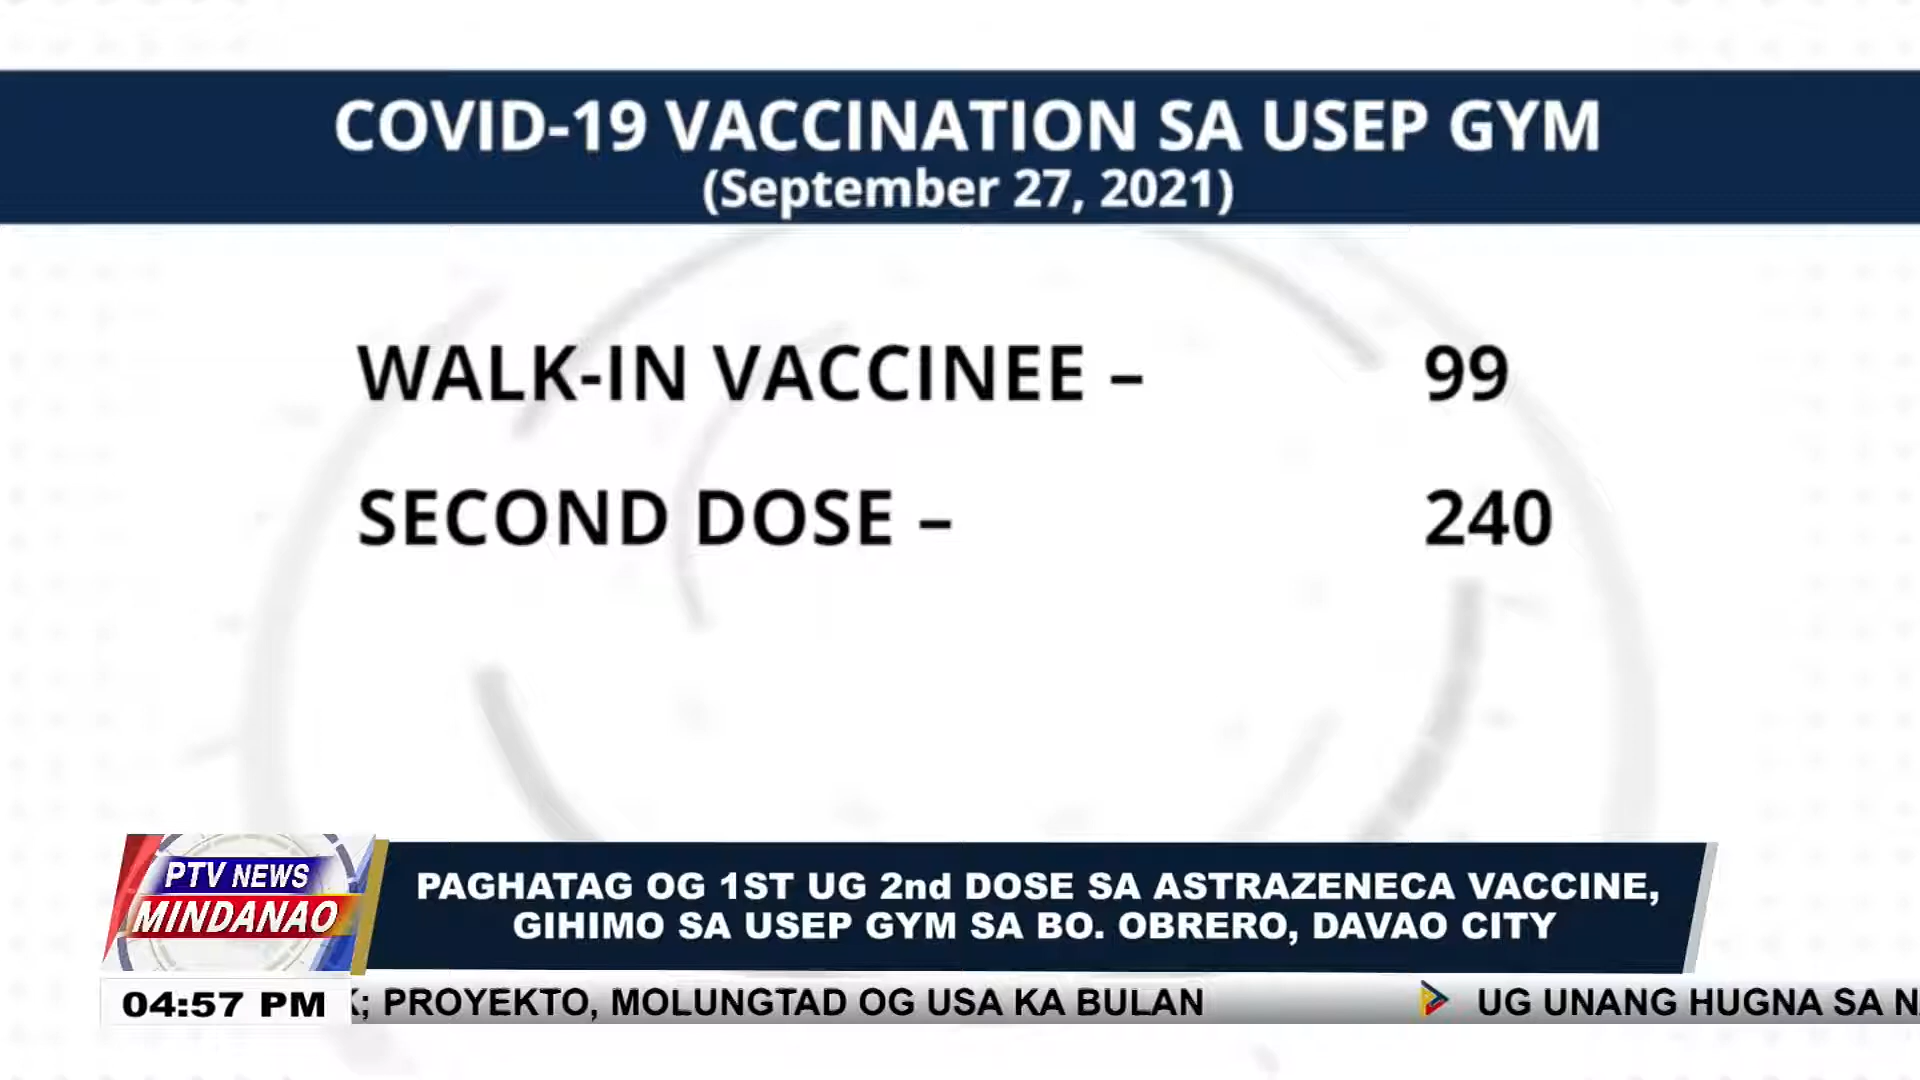 COVID-19 VACCINATION SA USEP GYM
(September 27, 2021)
WALK-IN VACCINEE – 99
SECOND DOSE – 240
PTV NEWS
MINDANAO
PAGHATAG OG 1ST UG 2nd DOSE SA ASTRAZENECA VACCINE,
GIHIMO SA USEP GYM SA BO. OBRERO, DAVAO CITY
04:57 PM
; PROYEKTO, MOLUNGTAD OG USA KA BULAN UG UNANG HUGNA SA